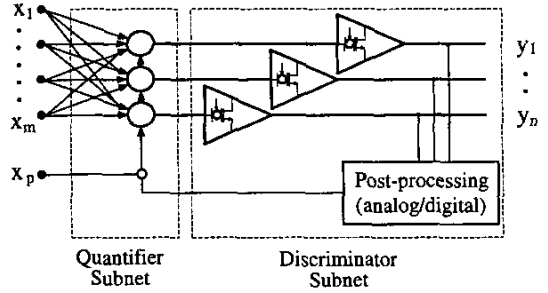 x1
y1
xm
yn
xp
Post-processing
(analog/digital)
Quantifier
Subnet
Discriminator
Subnet